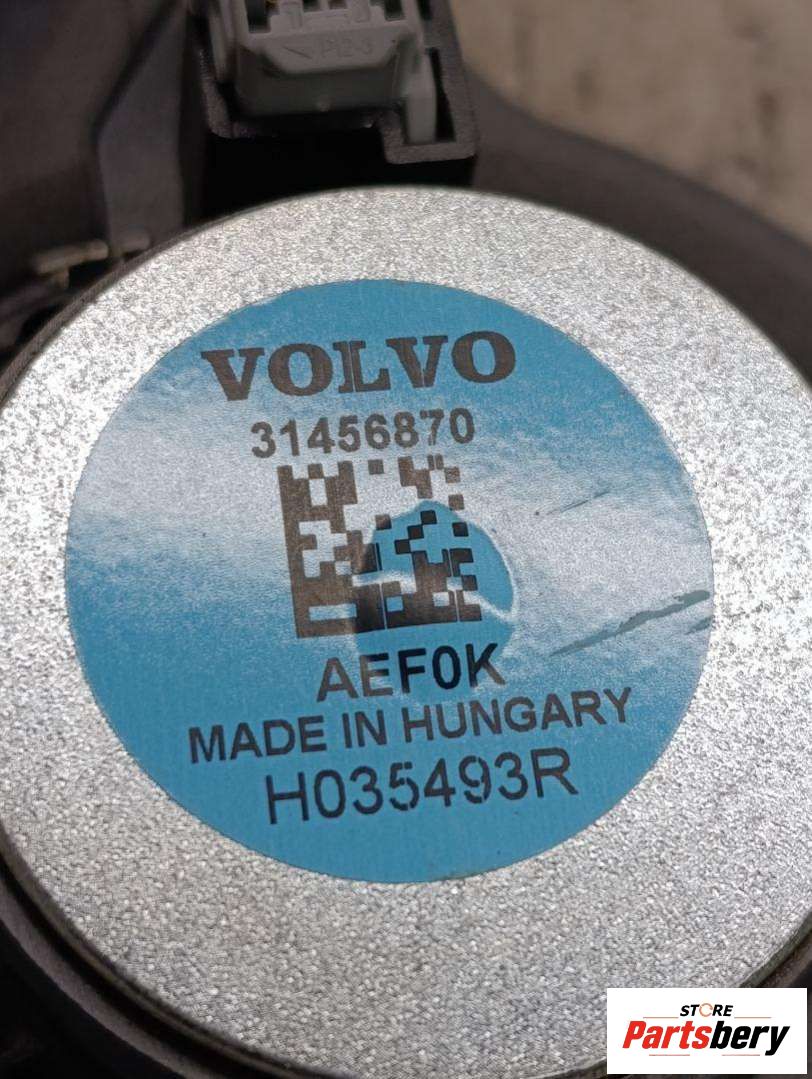 VOLVO
31456870
AEF0K
MADE IN HUNGARY
H035493R
STORE
Partsbery